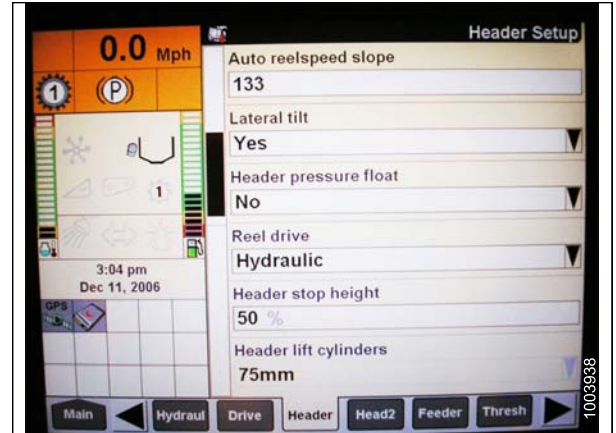 0.0 Mph
Header Setup
1
(P)
Auto reelspeed slope
133
Lateral tilt
Yes
1
Header pressure float
No
Reel drive
Hydraulic
3:04 pm
Dec 11, 2006
Header stop height
50 %
GPS
Header lift cylinders
75mm
Main
Hydraul
Drive
Header
Head2
Feeder
Thresh
1003938